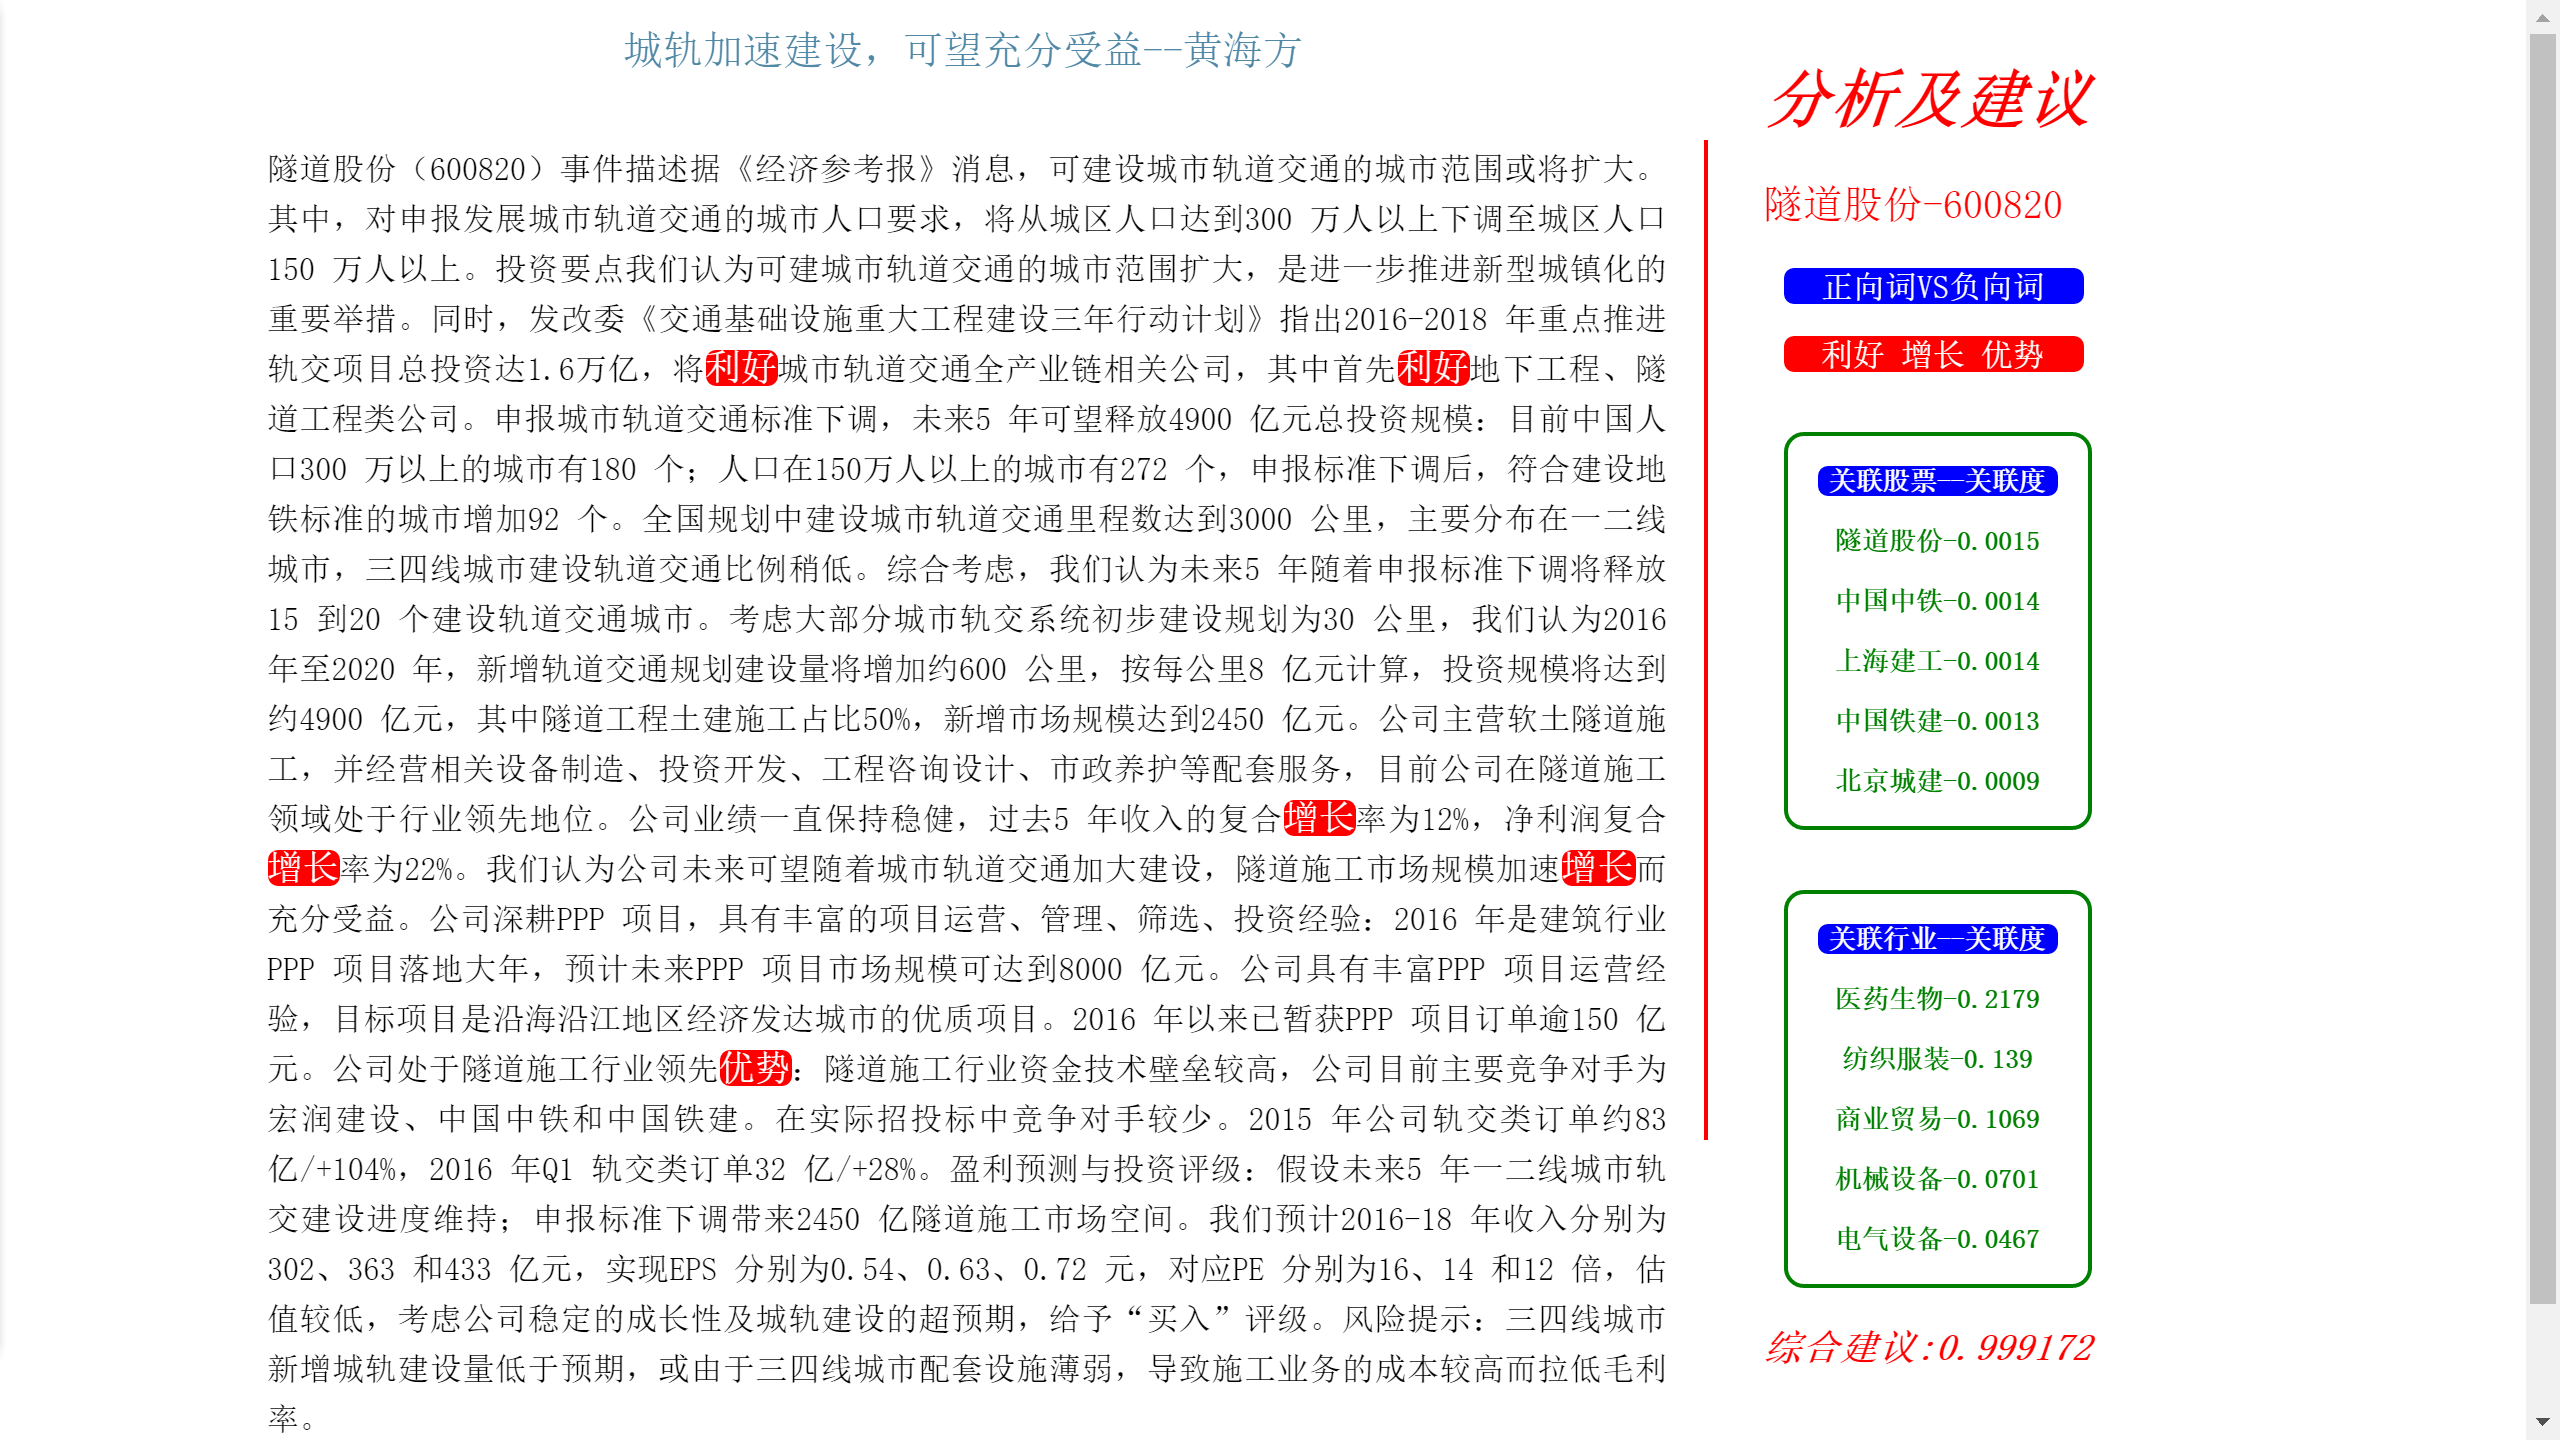 城轨加速建设，可望充分受益--黄海方
隧道股份（600820）事件描述据《经济参考报》消息，可建设城市轨道交通的城市范围或将扩大。
其中，对申报发展城市轨道交通的城市人口要求，将从城区人口达到300 万人以上下调至城区人口
150 万人以上。投资要点我们认为可建城市轨道交通的城市范围扩大，是进一步推进新型城镇化的
重要举措。同时，发改委《交通基础设施重大工程建设三年行动计划》指出2016-2018 年重点推进
轨交项目总投资达1.6万亿，将利好城市轨道交通全产业链相关公司，其中首先利好地下工程、隧
道工程类公司。申报城市轨道交通标准下调，未来5 年可望释放4900 亿元总投资规模：目前中国人
口300 万以上的城市有180 个；人口在150万人以上的城市有272 个，申报标准下调后，符合建设地
铁标准的城市增加92 个。全国规划中建设城市轨道交通里程数达到3000 公里，主要分布在一二线
城市，三四线城市建设轨道交通比例稍低。综合考虑，我们认为未来5 年随着申报标准下调将释放
15 到20 个建设轨道交通城市。考虑大部分城市轨交系统初步建设规划为30 公里，我们认为2016
年至2020 年，新增轨道交通规划建设量将增加约600 公里，按每公里8 亿元计算，投资规模将达到
约4900 亿元，其中隧道工程土建施工占比50%，新增市场规模达到2450 亿元。公司主营软土隧道施
工，并经营相关设备制造、投资开发、工程咨询设计、市政养护等配套服务，目前公司在隧道施工
领域处于行业领先地位。公司业绩一直保持稳健，过去5 年收入的复合增长率为12%，净利润复合
增长率为22%。我们认为公司未来可望随着城市轨道交通加大建设，隧道施工市场规模加速增长而
充分受益。公司深耕PPP 项目，具有丰富的项目运营、管理、筛选、投资经验：2016 年是建筑行业
PPP 项目落地大年，预计未来PPP 项目市场规模可达到8000 亿元。公司具有丰富PPP 项目运营经
验，目标项目是沿海沿江地区经济发达城市的优质项目。2016 年以来已暂获PPP 项目订单逾150 亿
元。公司处于隧道施工行业领先优势：隧道施工行业资金技术壁垒较高，公司目前主要竞争对手为
宏润建设、中国中铁和中国铁建。在实际招投标中竞争对手较少。2015 年公司轨交类订单约83
亿/+104%，2016 年Q1 轨交类订单32 亿/+28%。盈利预测与投资评级：假设未来5 年一二线城市轨
交建设进度维持；申报标准下调带来2450 亿隧道施工市场空间。我们预计2016-18 年收入分别为
302、363 和433 亿元，实现EPS 分别为0.54、0.63、0.72 元，对应PE 分别为16、14 和12 倍，估
值较低，考虑公司稳定的成长性及城轨建设的超预期，给予“买入”评级。风险提示：三四线城市
新增城轨建设量低于预期，或由于三四线城市配套设施薄弱，导致施工业务的成本较高而拉低毛利
率。
分析及建议
隧道股份-600820
正向词VS负向词
利好 增长 优势
关联股票--关联度
隧道股份-0.0015
中国中铁-0.0014
上海建工-0.0014
中国铁建-0.0013
北京城建-0.0009
关联行业--关联度
医药生物-0.2179
纺织服装-0.139
商业贸易-0.1069
机械设备-0.0701
电气设备-0.0467
综合建议:0.999172